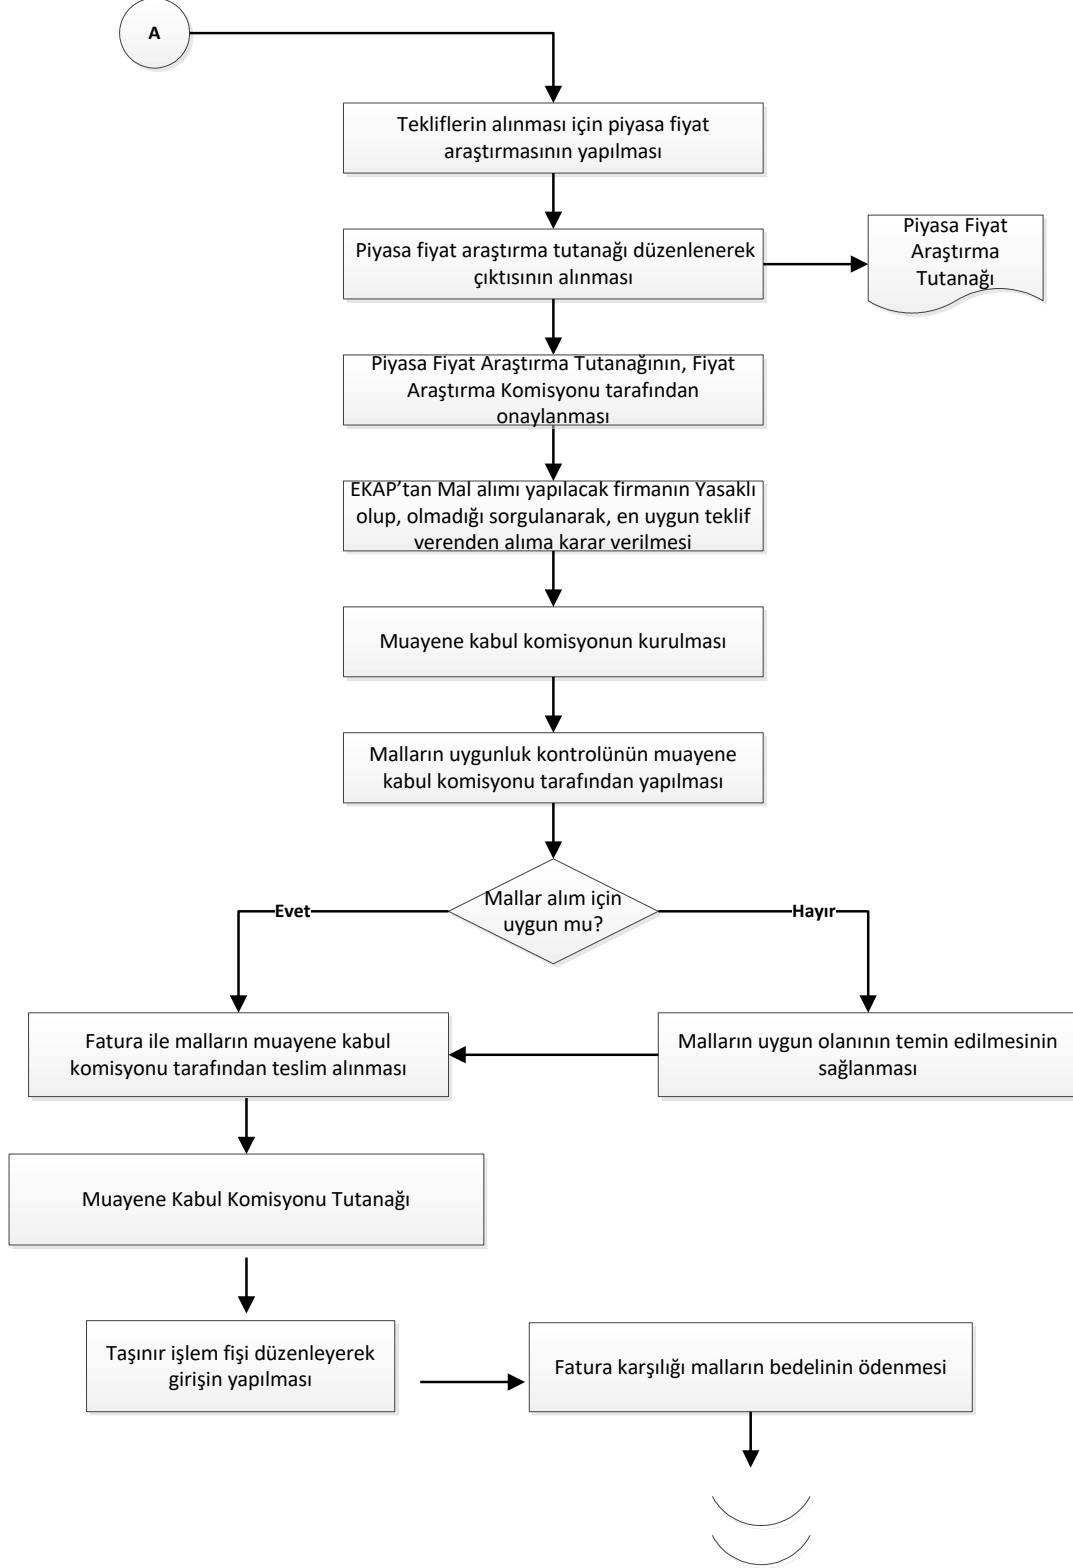 A
Tekliflerin alınması için piyasa fiyat
araştırmasının yapılması
Piyasa fiyat araştırma tutanağı düzenlenerek
çıktısının alınması
Piyasa Fiyat
Araştırma
Tutanağı
Piyasa Fiyat Araştırma Tutanağının, Fiyat
Araştırma Komisyonu tarafından
onaylanması
EKAP’tan Mal alımı yapılacak firmanın Yasaklı
olup, olmadığı sorgulanarak, en uygun teklif
verenden alıma karar verilmesi
Muayene kabul komisyonun kurulması
Malların uygunluk kontrolünün muayene
kabul komisyonu tarafından yapılması
Mallar alım için
uygun mu?
Evet
Hayır
Fatura ile malların muayene kabul
komisyonu tarafından teslim alınması
Malların uygun olanının temin edilmesinin
sağlanması
Muayene Kabul Komisyonu Tutanağı
Taşınır işlem fişi düzenleyerek
girişin yapılması
Fatura karşılığı malların bedelinin ödenmesi